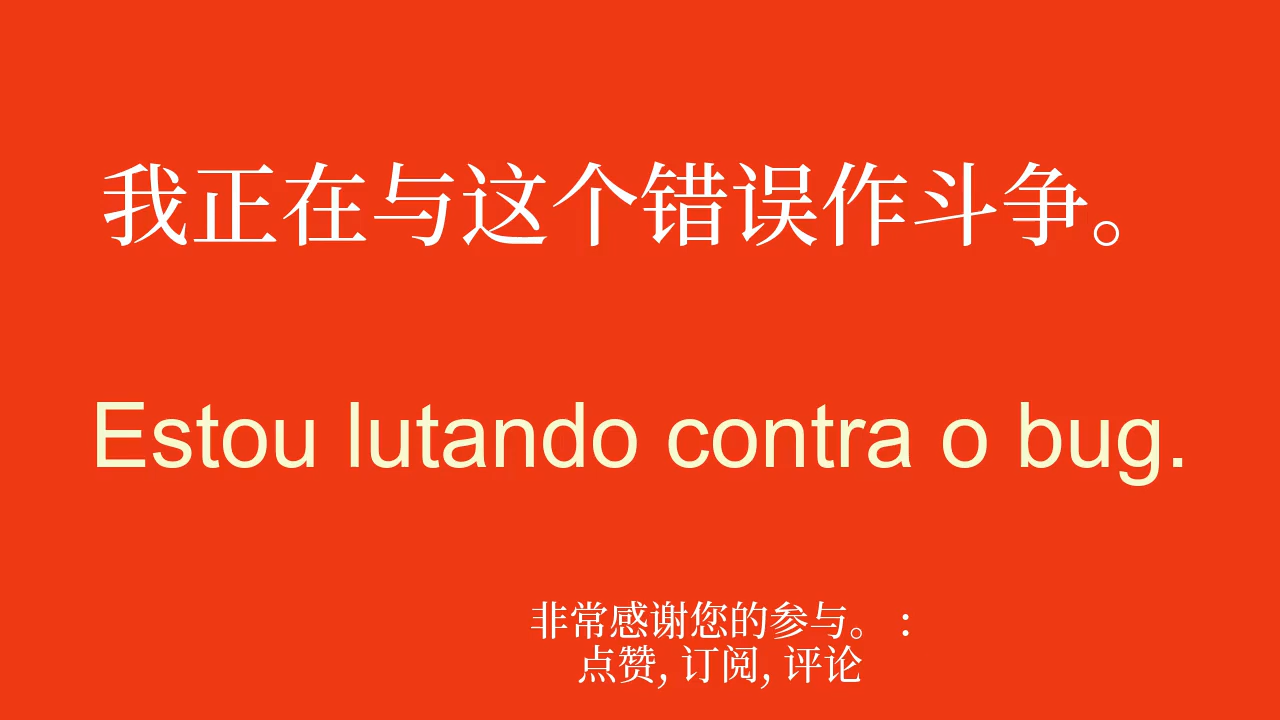 我正在与这个错误作斗争。
Estou lutando contra o bug.
非常感谢您的参与。 :
点赞, 订阅, 评论